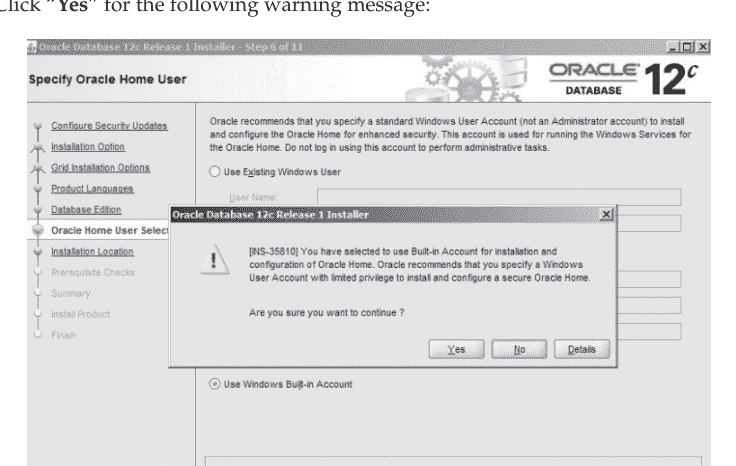 Click "Yes" for the following warning message:
Oracle Database 12c Release 1 Installer - Step 6 of 11
Specify Oracle Home User
ORACLE 12c
DATABASE
Configure Security Updates
Installation Option
Grid Installation Options
Product Languages
Database Edition
Oracle Home User Select
Installation Location
Prerequisite Checks
Summary
Install Product
Finish
Oracle recommends that you specify a standard Windows User Account (not an Administrator account) to install
and configure the Oracle Home for enhanced security. This account is used for running the Windows Services for
the Oracle Home. Do not log in using this account to perform administrative tasks.
Use Existing Windows User
User Name:
Oracle Database 12c Release 1 Installer
[INS-35810] You have selected to use Built-in Account for installation and
configuration of Oracle Home. Oracle recommends that you specify a Windows
User Account with limited privilege to install and configure a secure Oracle Home.
Are you sure you want to continue ?
Yes No Details
Use Windows Built-in Account